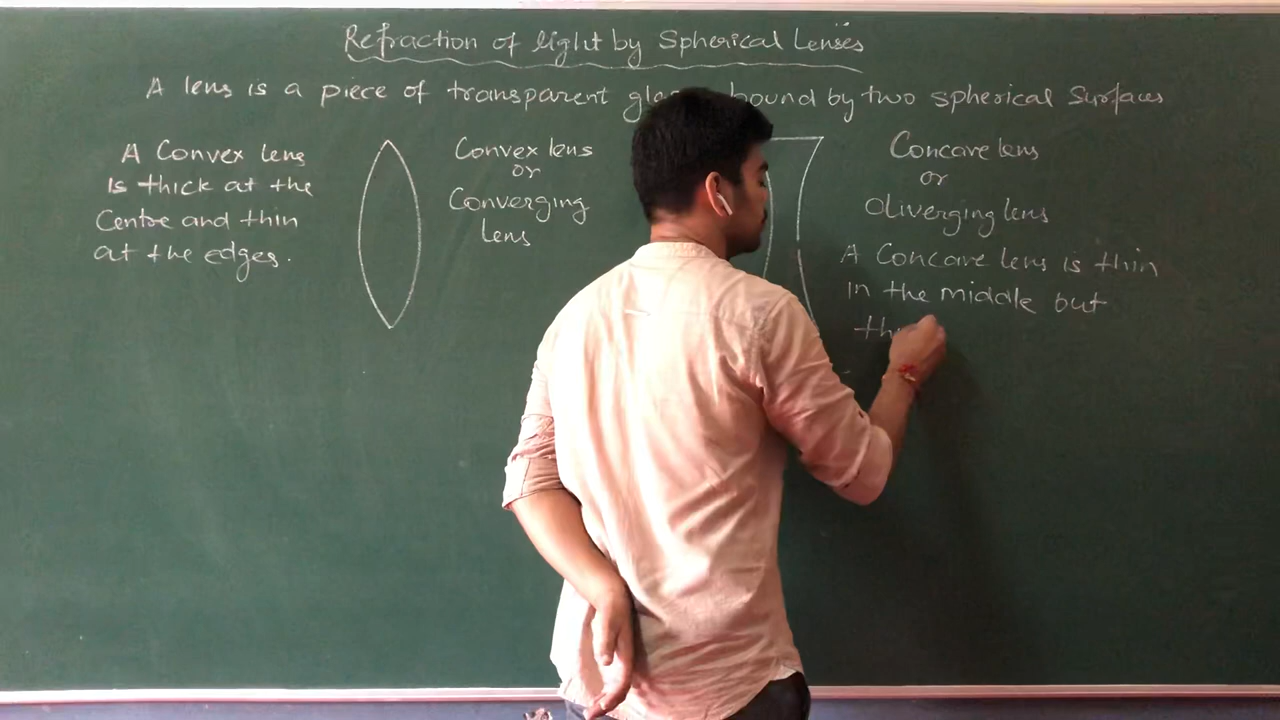 Refraction of light by Spherical Lenses
A lens is a piece of transparent bound by two spherical Surfaces
A Convex lens
is thick at the
Centre and thin
at the edges.
Convex lens
or
Converging
lens
Concave lens
or
Diverging lens
A Concave lens is thin
in the middle but